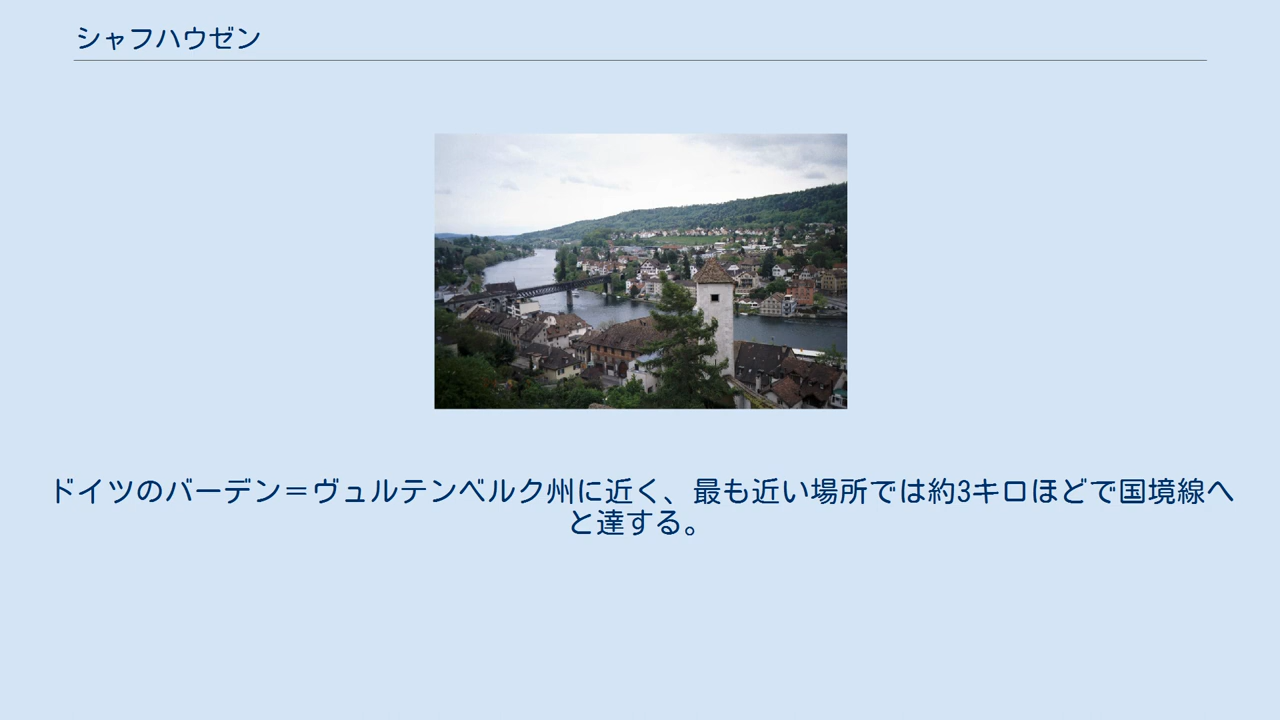 シャフハウゼン
ドイツのバーデン＝ヴュルテンベルク州に近く、最も近い場所では約3キロほどで国境線へ
と達する。